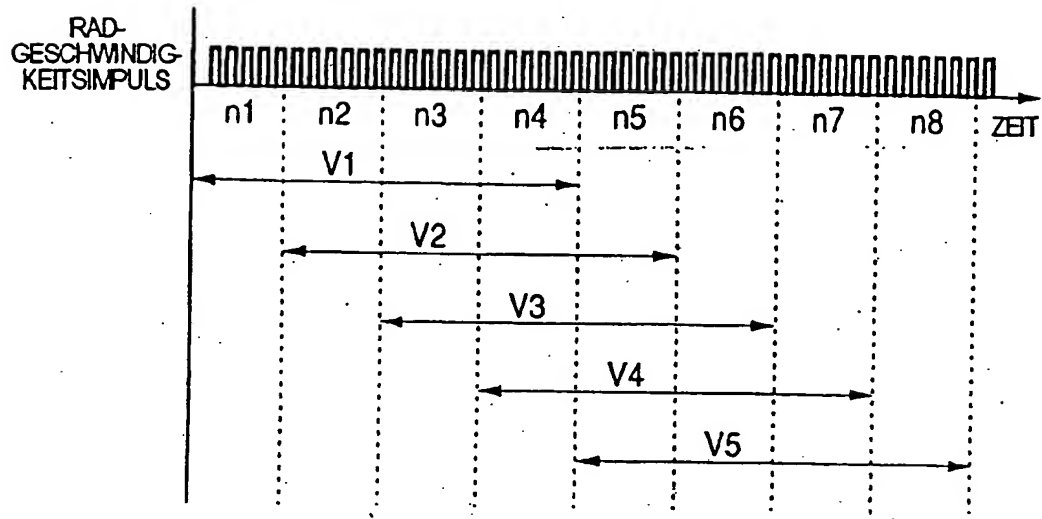 RAD-
GESCHWINDIG-
KEITSIMPULS
n1 n2 n3 n4 n5 n6 n7 n8 ZEIT
V1
V2
V3
V4
V5